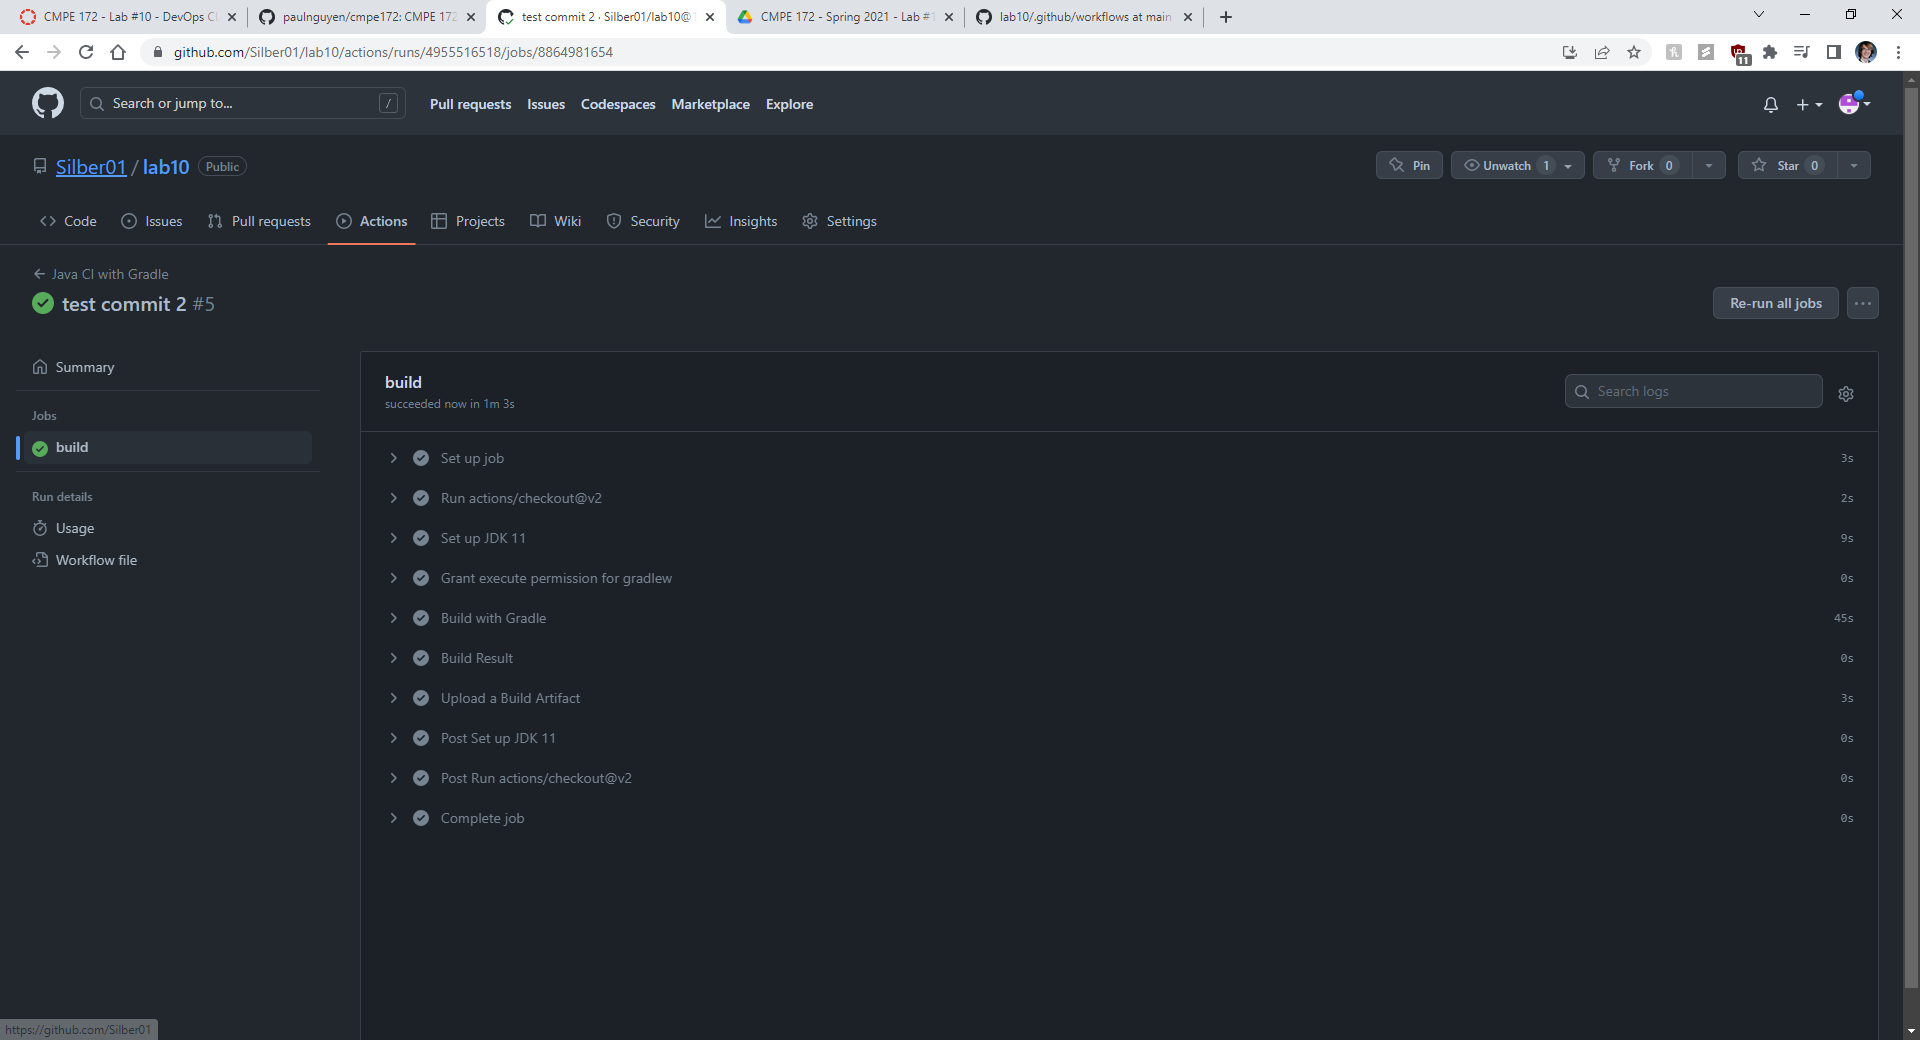 CMPE 172 - Lab #10 - DevOps CI
paulnguyen/cmpe172: CMPE 172
test commit 2 · Silber01/lab10@1
CMPE 172 - Spring 2021 - Lab #1
lab10/.github/workflows at main
github.com/Silber01/lab10/actions/runs/4955516518/jobs/8864981654
11
Search or jump to...
/
Pull requests
Issues
Codespaces
Marketplace
Explore
Silber01 / lab10
Public
Pin
Unwatch 1
Fork 0
Star 0
Code
Issues
Pull requests
Actions
Projects
Wiki
Security
Insights
Settings
Java CI with Gradle
test commit 2 #5
Re-run all jobs
Summary
Jobs
build
Run details
Usage
Workflow file
build
succeeded now in 1m 3s
Search logs
Set up job 3s
Run actions/checkout@v2 2s
Set up JDK 11 9s
Grant execute permission for gradlew 0s
Build with Gradle 45s
Build Result 0s
Upload a Build Artifact 3s
Post Set up JDK 11 0s
Post Run actions/checkout@v2 0s
Complete job 0s
https://github.com/Silber01